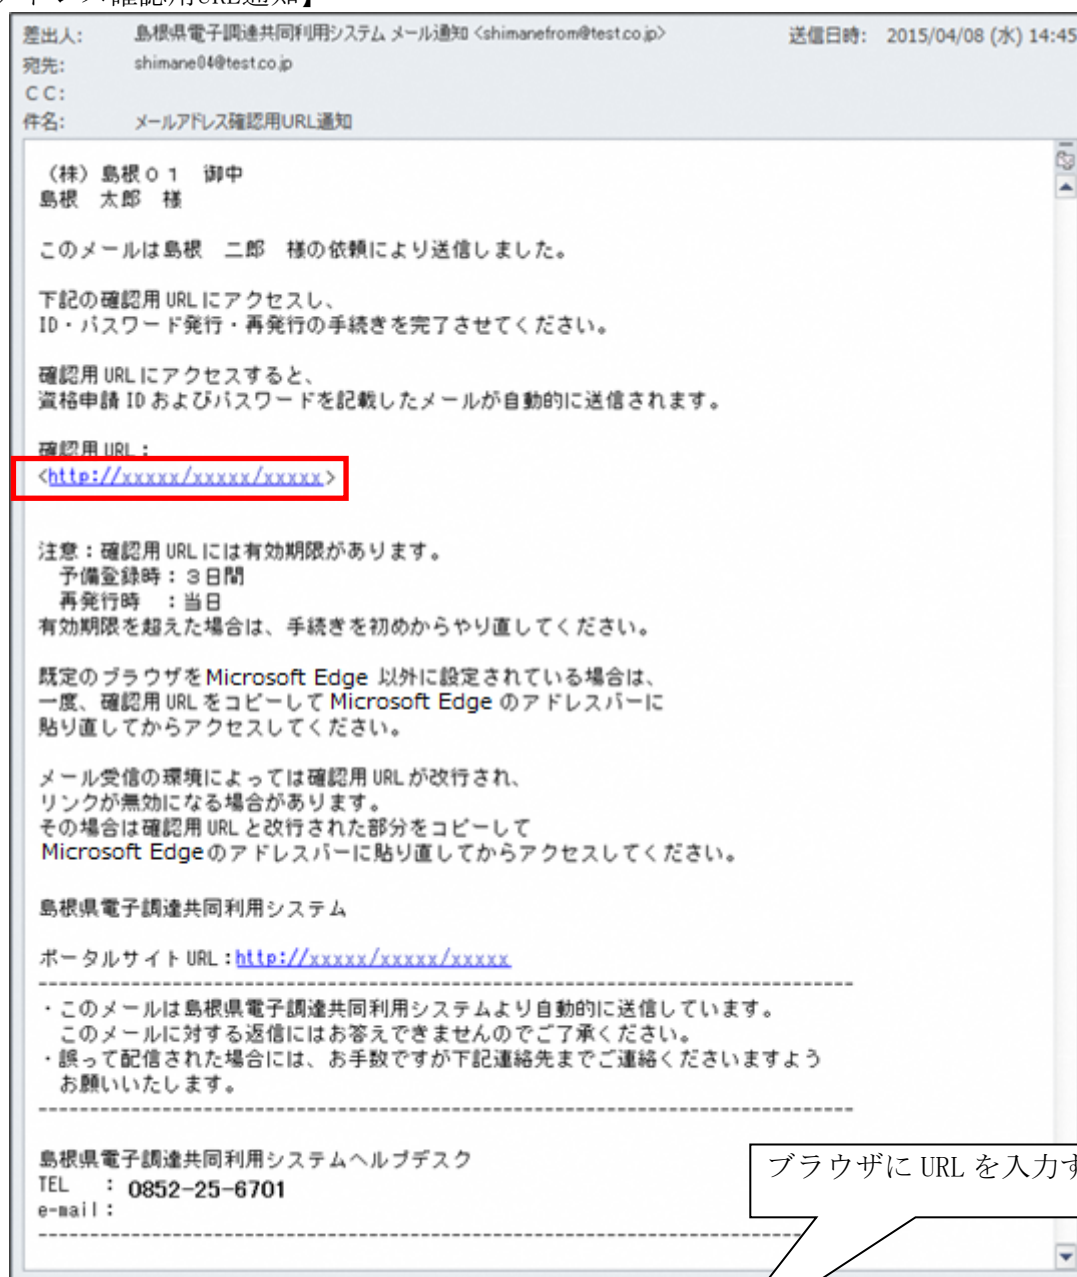 確認用URL通知】
差出人: 島根県電子調達共同利用システム メール通知 <shimanefrom@test.co.jp> 送信日時: 2015/04/08 (水) 14:45
宛先: shimane04@test.co.jp
CC:
件名: メールアドレス確認用URL通知
（株）島根０１　御中
島根　太郎　様
このメールは島根　二郎　様の依頼により送信しました。
下記の確認用URLにアクセスし、
ID・パスワード発行・再発行の手続きを完了させてください。
確認用URLにアクセスすると、
資格申請IDおよびパスワードを記載したメールが自動的に送信されます。
確認用URL：
<http://xxxxx/xxxxx/xxxxx>
注意：確認用URLには有効期限があります。
予備登録時：３日間
再発行時　：当日
有効期限を超えた場合は、手続きを初めからやり直してください。
既定のブラウザをMicrosoft Edge 以外に設定されている場合は、
一度、確認用URLをコピーして Microsoft Edge のアドレスバーに
貼り直してからアクセスしてください。
メール受信の環境によっては確認用URLが改行され、
リンクが無効になる場合があります。
その場合は確認用URLと改行された部分をコピーして
Microsoft Edgeのアドレスバーに貼り直してからアクセスしてください。
島根県電子調達共同利用システム
ポータルサイトURL：http://xxxxx/xxxxx/xxxxx
------------------------------------------------------------------------
・このメールは島根県電子調達共同利用システムより自動的に送信しています。
このメールに対する返信にはお答えできませんのでご了承ください。
・誤って配信された場合には、お手数ですが下記連絡先までご連絡くださいますよう
お願いいたします。
------------------------------------------------------------------------
島根県電子調達共同利用システムヘルプデスク
TEL　：0852-25-6701
e-mail：
------------------------------------------------------------------------
ブラウザに URL を入力す